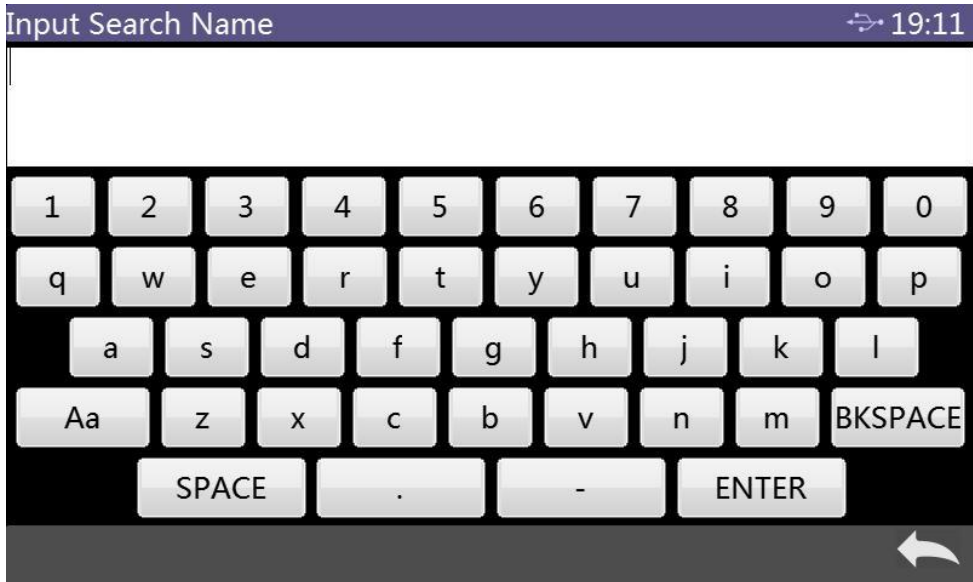 Input Search Name 19:11
1 2 3 4 5 6 7 8 9 0
q w e r t y u i o p
a s d f g h j k l
Aa z x c b v n m BKSPACE
SPACE . - ENTER